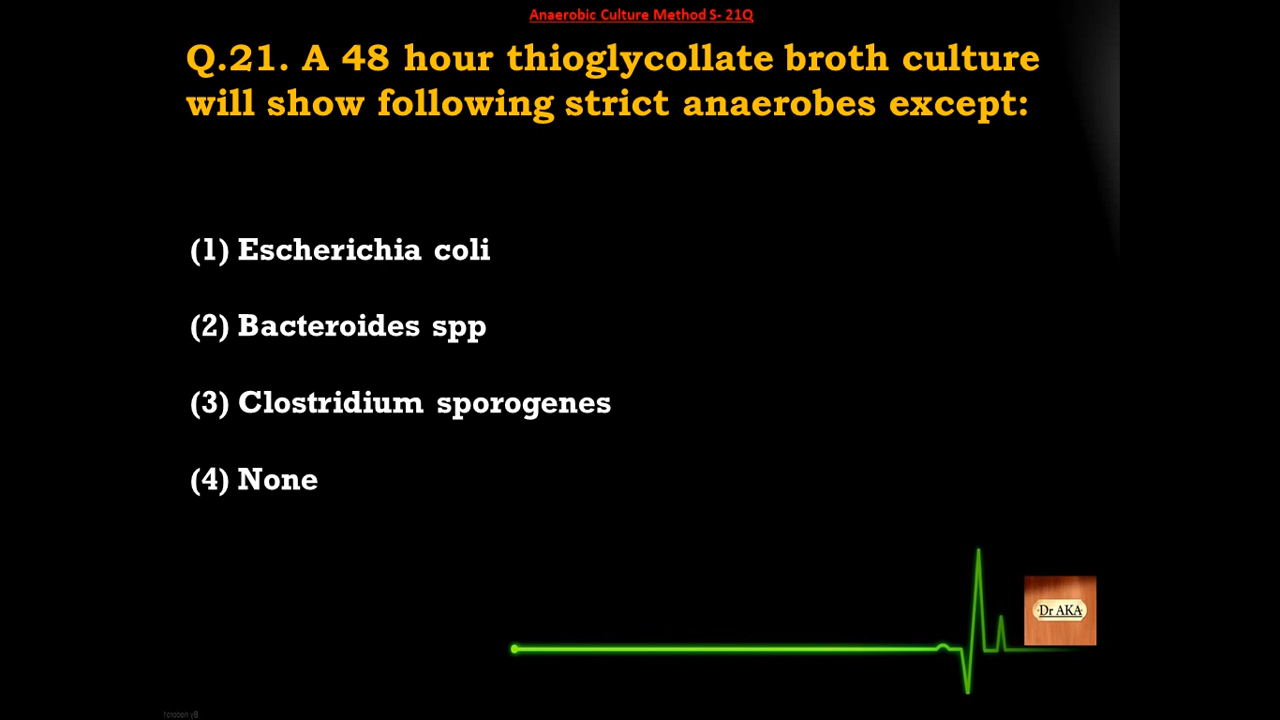 Anaerobic Culture Method S- 21Q
Q.21. A 48 hour thioglycollate broth culture
will show following strict anaerobes except:
(1) Escherichia coli
(2) Bacteroides spp
(3) Clostridium sporogenes
(4) None
Dr AKA